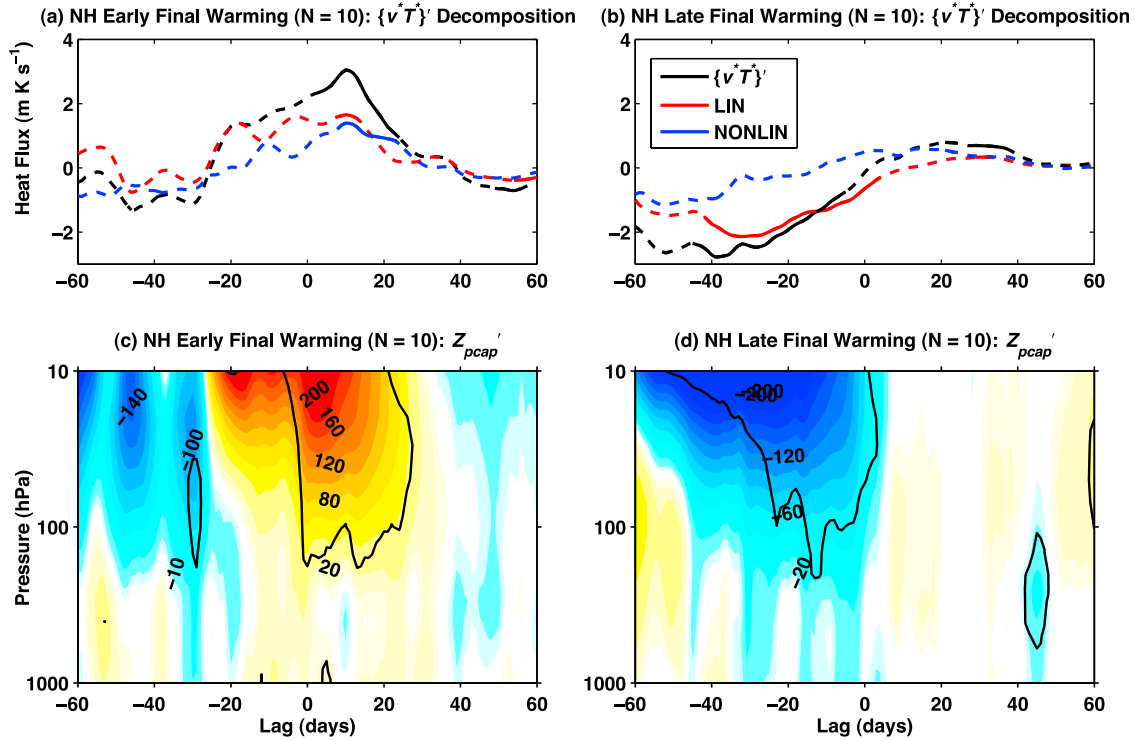 (a) NH Early Final Warming (N = 10): {v*T*}′ Decomposition
4
2
0
−2
Heat Flux (m K s⁻¹)
−60 −40 −20 0 20 40 60
(b) NH Late Final Warming (N = 10): {v*T*}′ Decomposition
{v*T*}′
LIN
NONLIN
4
2
0
−2
−60 −40 −20 0 20 40 60
(c) NH Early Final Warming (N = 10): Zpcap′
10
100
1000
Pressure (hPa)
−140
−100
−10
200
160
120
80
20
−60 −40 −20 0 20 40 60
Lag (days)
(d) NH Late Final Warming (N = 10): Zpcap′
10
100
1000
−200
−120
−60
−20
−60 −40 −20 0 20 40 60
Lag (days)